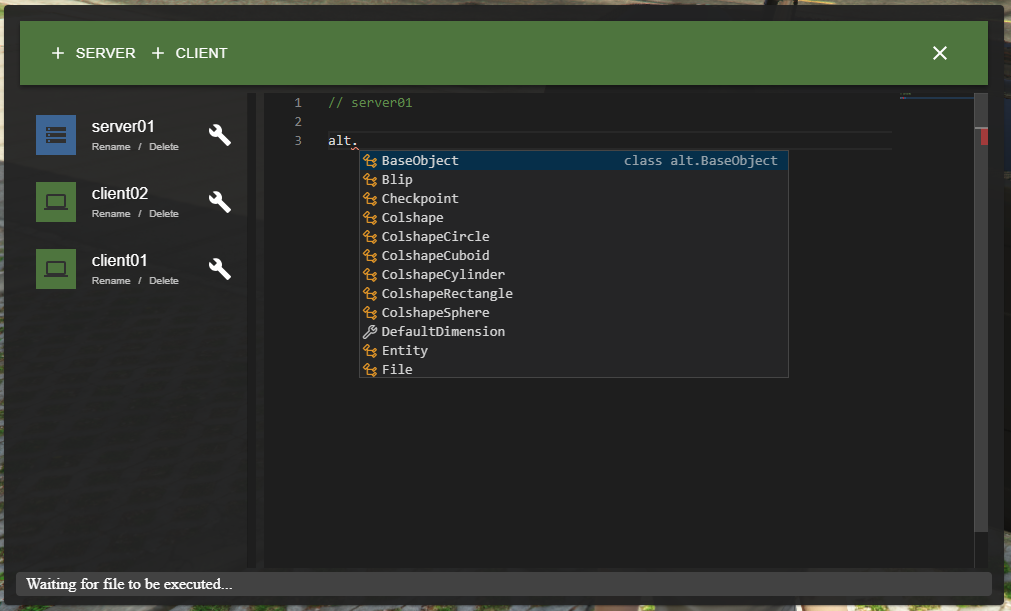 + SERVER + CLIENT
server01
Rename / Delete
client02
Rename / Delete
client01
Rename / Delete
1 // server01
2
3 alt.
BaseObject class alt.BaseObject
Blip
Checkpoint
Colshape
ColshapeCircle
ColshapeCuboid
ColshapeCylinder
ColshapeRectangle
ColshapeSphere
DefaultDimension
Entity
File
Waiting for file to be executed...